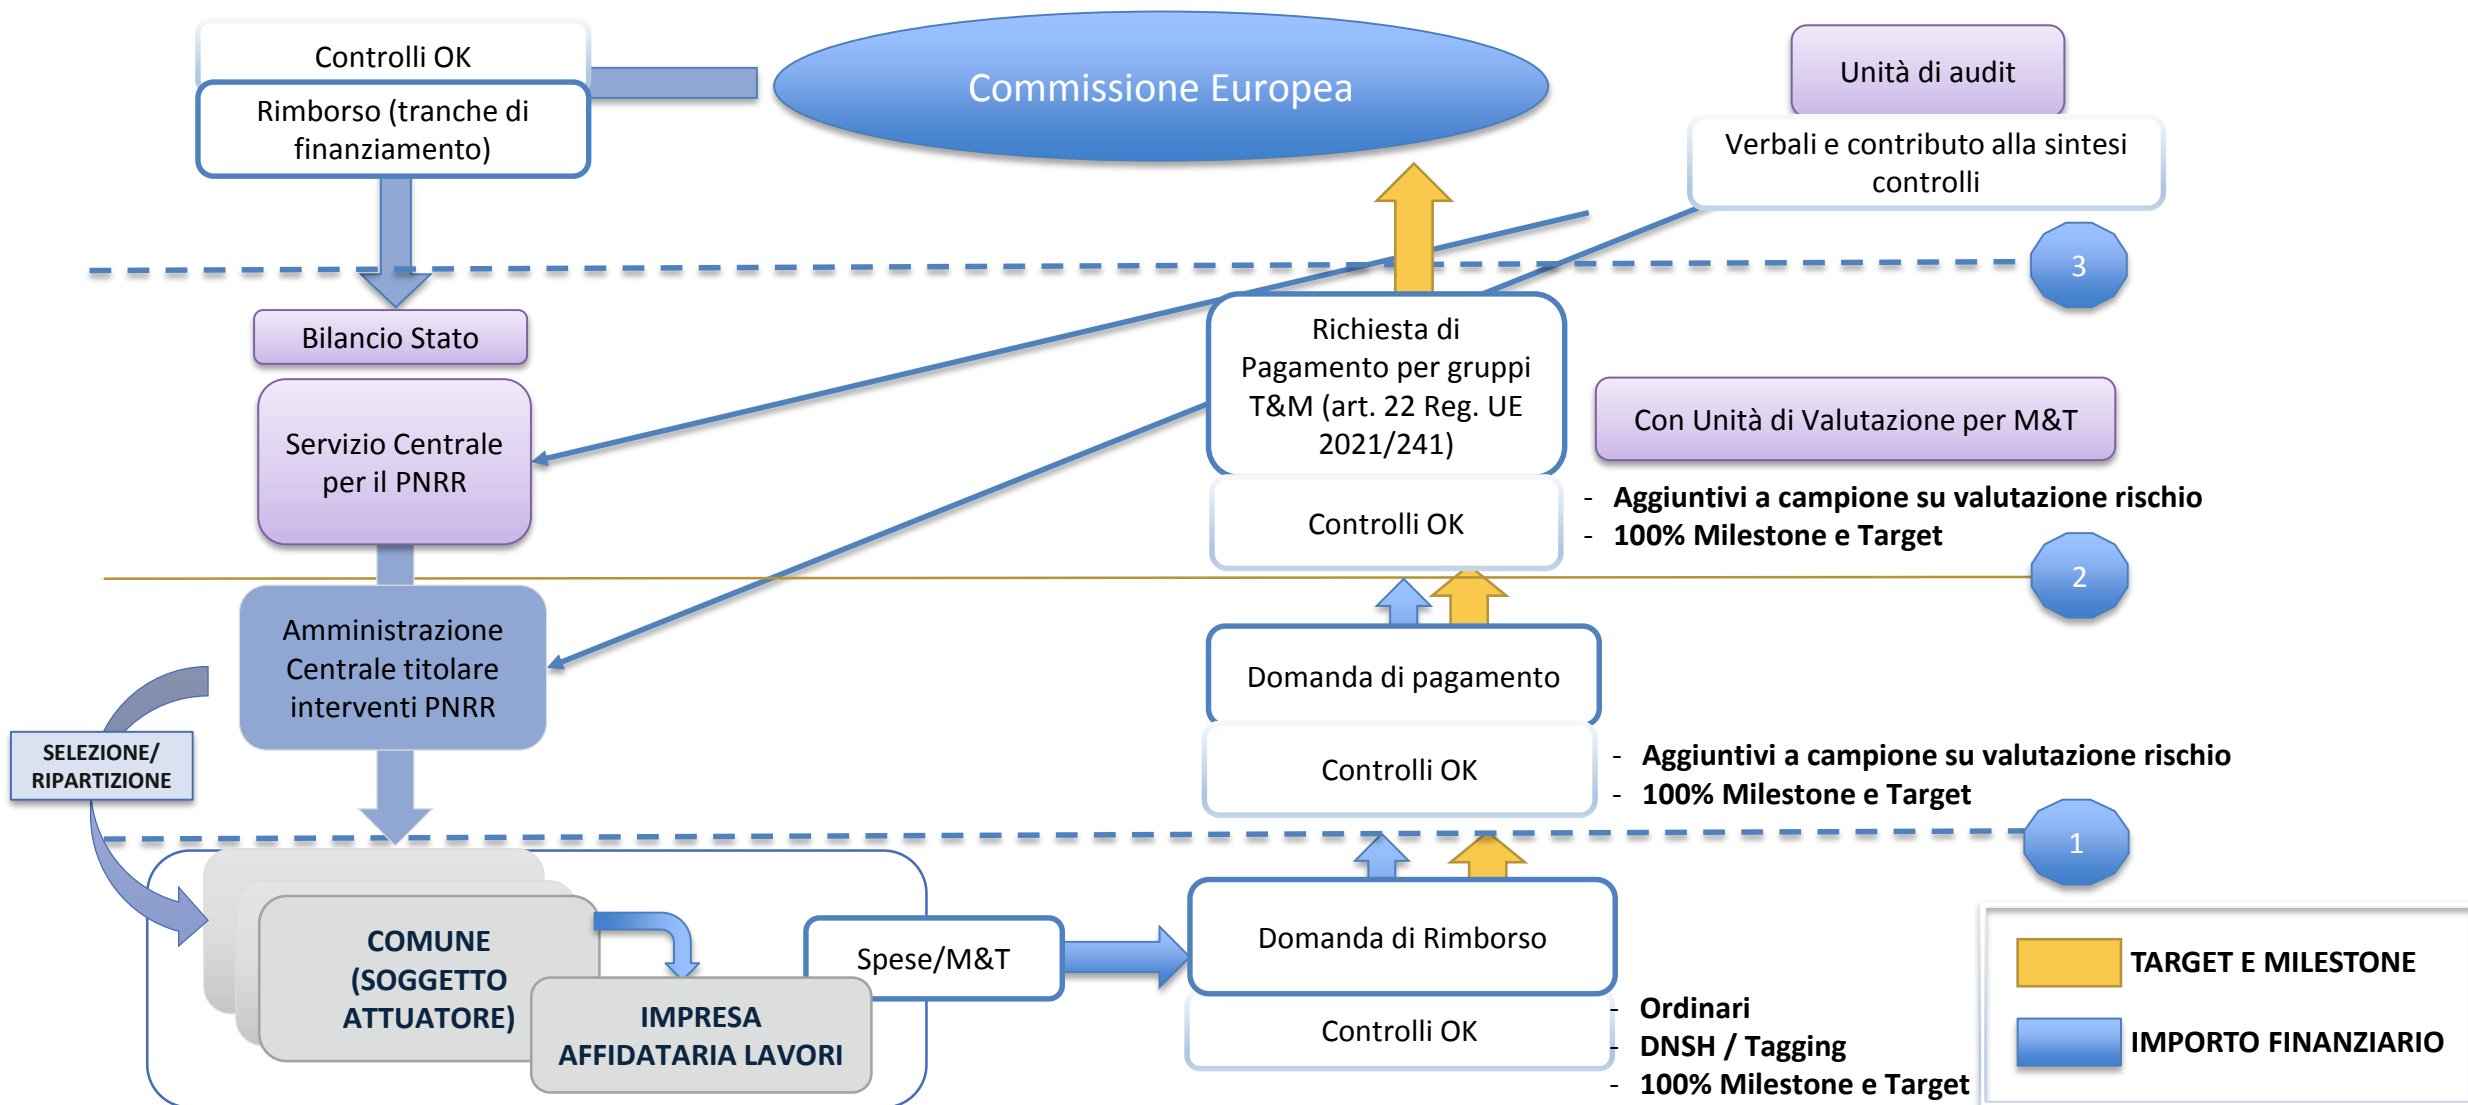 Controlli OK
Rimborso (tranche di
finanziamento)
Commissione Europea
Unità di audit
Verbali e contributo alla sintesi
controlli
3
Bilancio Stato
Servizio Centrale
per il PNRR
Richiesta di
Pagamento per gruppi
T&M (art. 22 Reg. UE
2021/241)
Con Unità di Valutazione per M&T
Controlli OK
- Aggiuntivi a campione su valutazione rischio
- 100% Milestone e Target
2
Amministrazione
Centrale titolare
interventi PNRR
Domanda di pagamento
SELEZIONE/
RIPARTIZIONE
Controlli OK
- Aggiuntivi a campione su valutazione rischio
- 100% Milestone e Target
1
COMUNE
(SOGGETTO
ATTUATORE)
IMPRESA
AFFIDATARIA LAVORI
Spese/M&T
Domanda di Rimborso
Controlli OK
- Ordinari
- DNSH / Tagging
- 100% Milestone e Target
TARGET E MILESTONE
IMPORTO FINANZIARIO